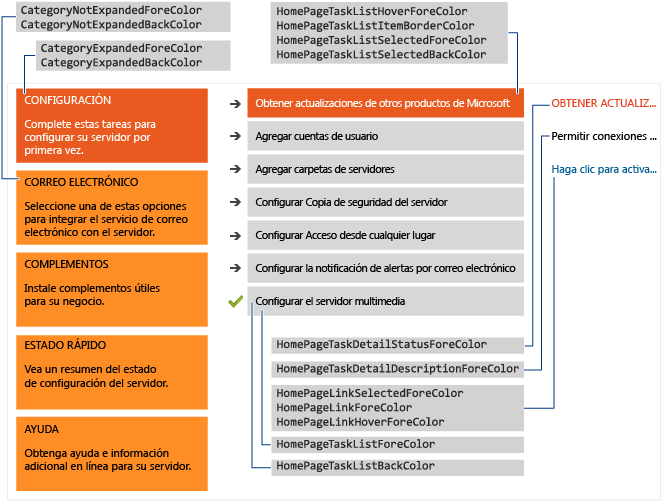 CategoryNotExpandedForeColor
CategoryNotExpandedBackColor
CategoryExpandedForeColor
CategoryExpandedBackColor
HomePageTaskListHoverForeColor
HomePageTaskListItemBorderColor
HomePageTaskListSelectedForeColor
HomePageTaskListSelectedBackColor
CONFIGURACIÓN
Complete estas tareas para
configurar su servidor por
primera vez.
CORREO ELECTRÓNICO
Seleccione una de estas opciones
para integrar el servicio de correo
electrónico con el servidor.
COMPLEMENTOS
Instale complementos útiles
para su negocio.
ESTADO RÁPIDO
Vea un resumen del estado
de configuración del servidor.
AYUDA
Obtenga ayuda e información
adicional en línea para su servidor.
Obtener actualizaciones de otros productos de Microsoft
Agregar cuentas de usuario
Agregar carpetas de servidores
Configurar Copia de seguridad del servidor
Configurar Acceso desde cualquier lugar
Configurar la notificación de alertas por correo electrónico
Configurar el servidor multimedia
OBTENER ACTUALIZ...
Permitir conexiones ...
Haga clic para activa...
HomePageTaskDetailStatusForeColor
HomePageTaskDetailDescriptionForeColor
HomePageLinkSelectedForeColor
HomePageLinkForeColor
HomePageLinkHoverForeColor
HomePageTaskListForeColor
HomePageTaskListBackColor